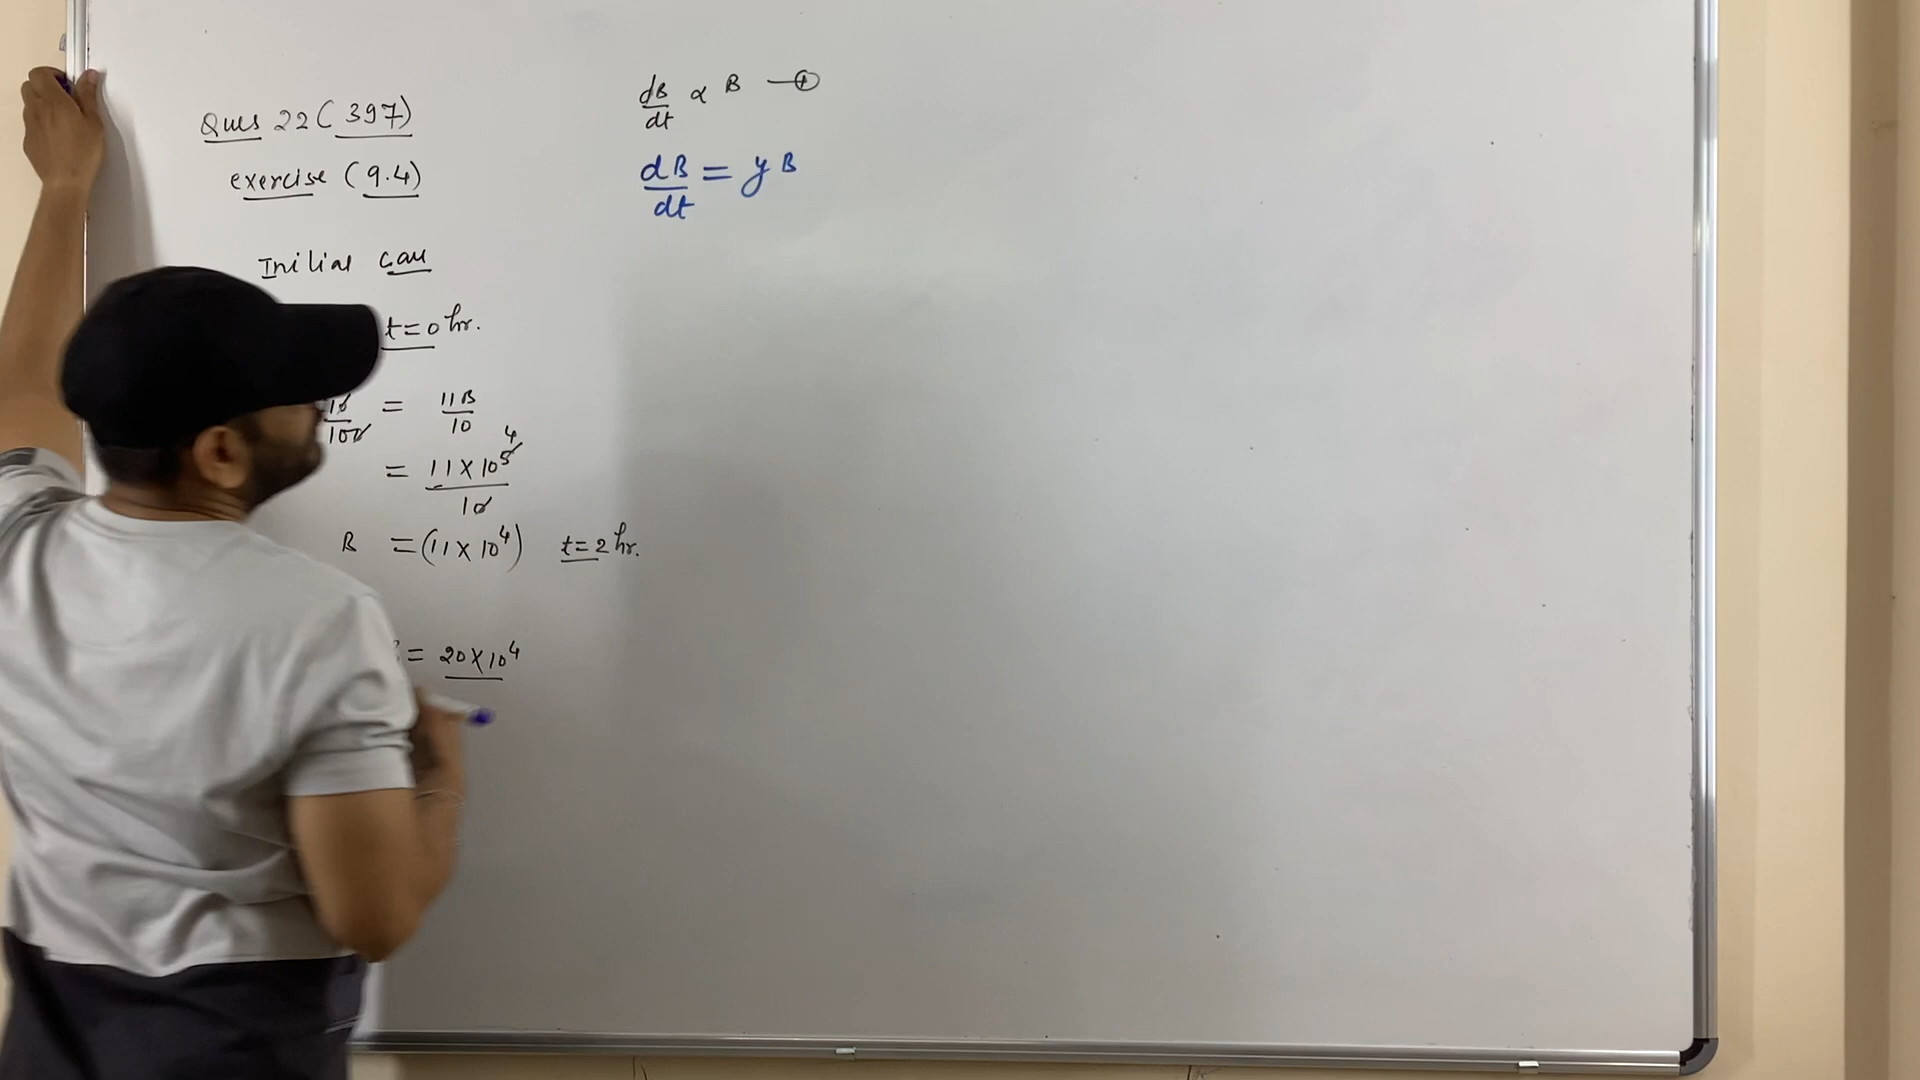 Ques 22 ( 397)
exercise (9.4)
Initial case
t=0 hr.
10/100 = 11B/10
= 11×10^5/10 4
B = (11×10^4) t=2 hr.
= 20×10^4
dB/dt ∝ B —①
dB/dt = y B